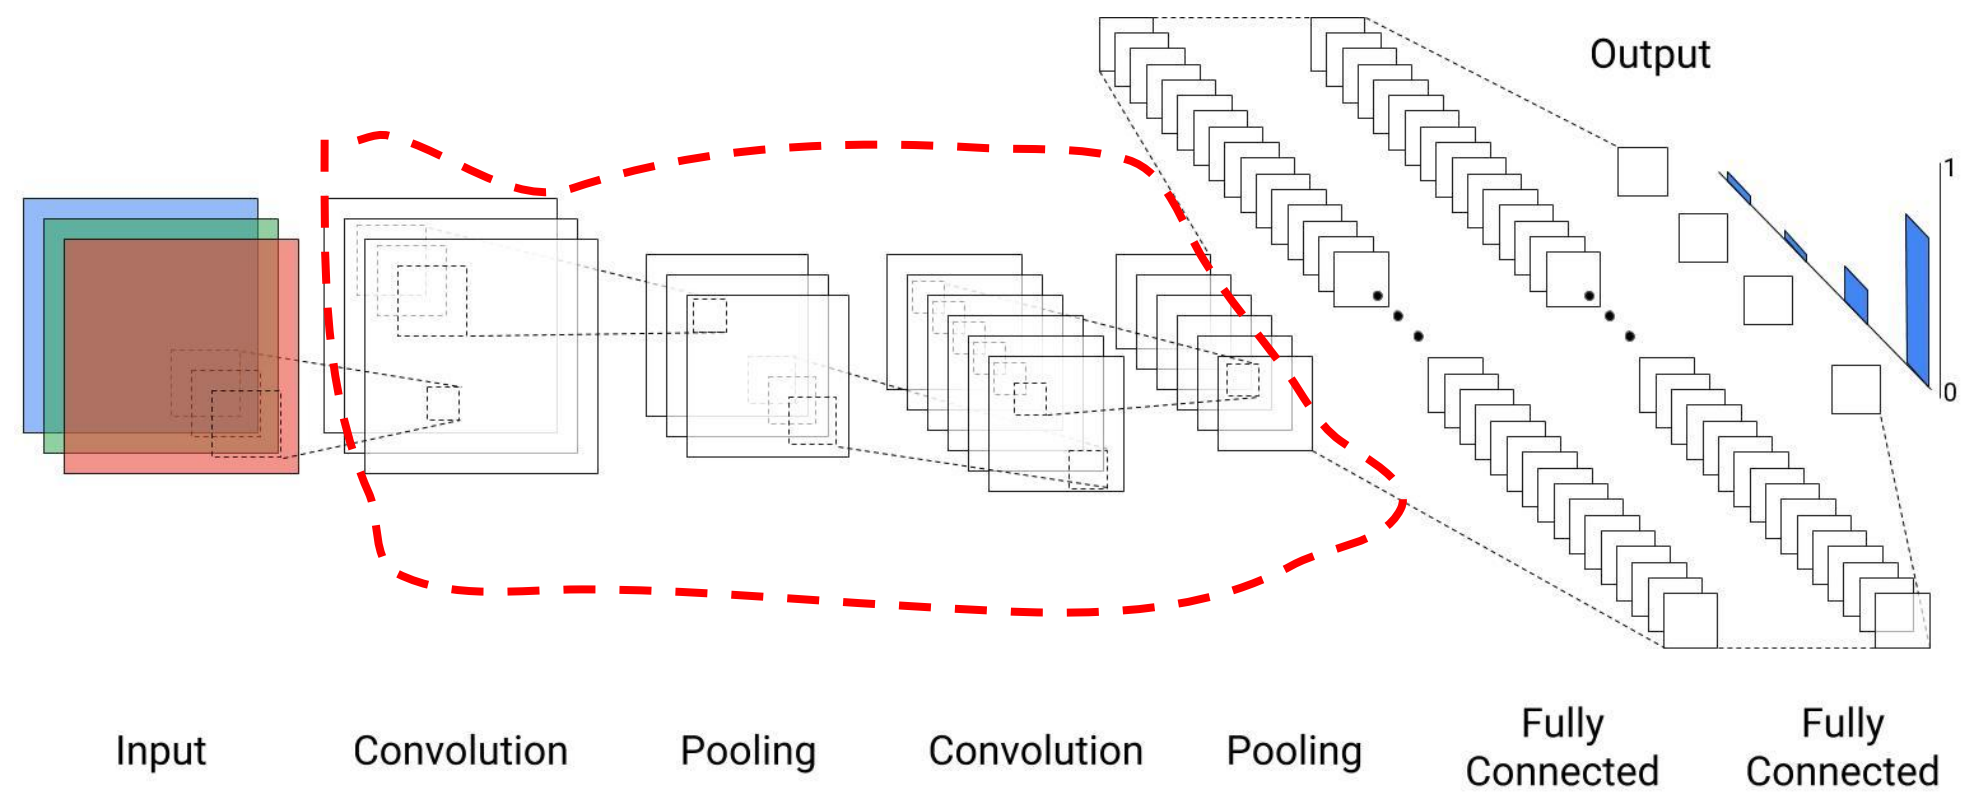 Output
1
0
Input
Convolution
Pooling
Convolution
Pooling
Fully
Connected
Fully
Connected